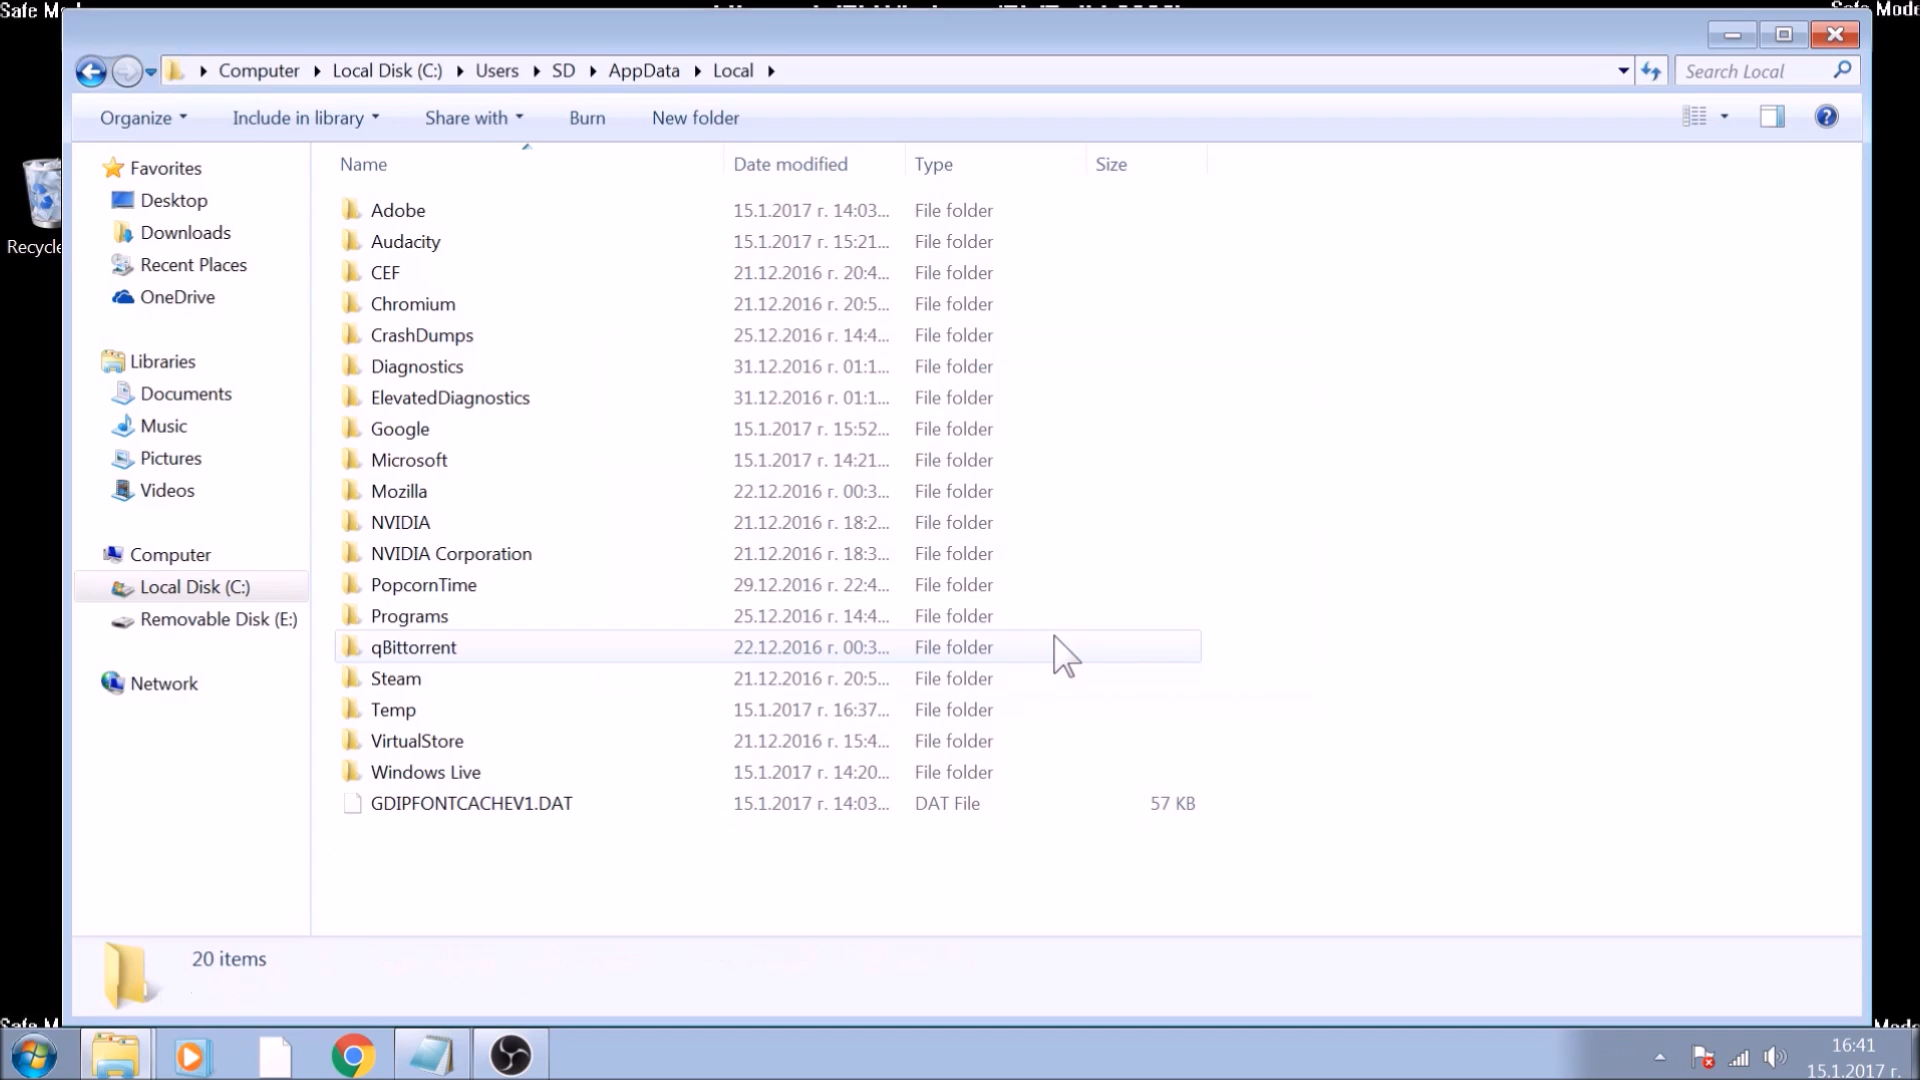 Safe Mode
Computer Local Disk (C:) Users SD AppData Local
Search Local
Organize Include in library Share with Burn New folder
Name Date modified Type Size
Favorites
Desktop
Downloads
Recent Places
OneDrive
Libraries
Documents
Music
Pictures
Videos
Computer
Local Disk (C:)
Removable Disk (E:)
Network
Adobe 15.1.2017 г. 14:03... File folder
Audacity 15.1.2017 г. 15:21... File folder
CEF 21.12.2016 г. 20:4... File folder
Chromium 21.12.2016 г. 20:5... File folder
CrashDumps 25.12.2016 г. 14:4... File folder
Diagnostics 31.12.2016 г. 01:1... File folder
ElevatedDiagnostics 31.12.2016 г. 01:1... File folder
Google 15.1.2017 г. 15:52... File folder
Microsoft 15.1.2017 г. 14:21... File folder
Mozilla 22.12.2016 г. 00:3... File folder
NVIDIA 21.12.2016 г. 18:2... File folder
NVIDIA Corporation 21.12.2016 г. 18:3... File folder
PopcornTime 29.12.2016 г. 22:4... File folder
Programs 25.12.2016 г. 14:4... File folder
qBittorrent 22.12.2016 г. 00:3... File folder
Steam 21.12.2016 г. 20:5... File folder
Temp 15.1.2017 г. 16:37... File folder
VirtualStore 21.12.2016 г. 15:4... File folder
Windows Live 15.1.2017 г. 14:20... File folder
GDIPFONTCACHEV1.DAT 15.1.2017 г. 14:03... DAT File 57 KB
Recycle
20 items
16:41
15.1.2017 г.